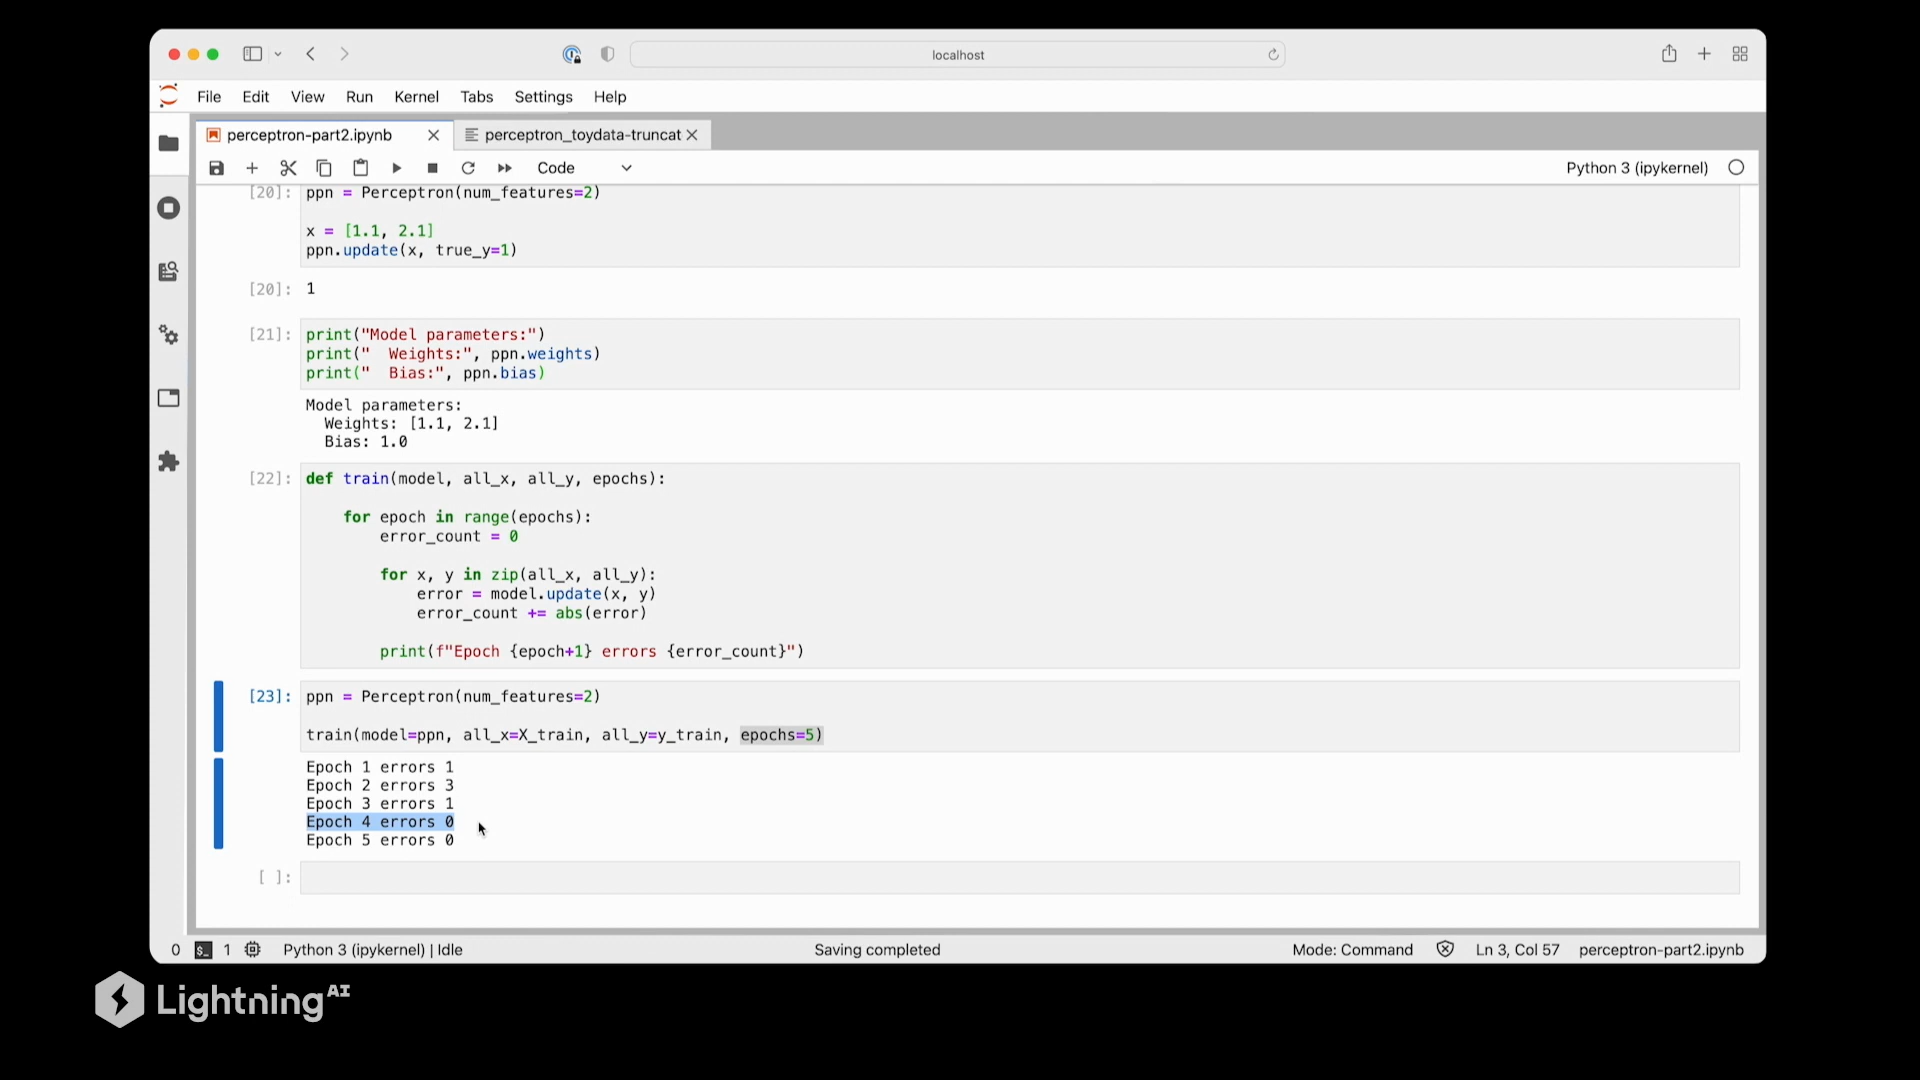 localhost
File Edit View Run Kernel Tabs Settings Help
perceptron-part2.ipynb perceptron_toydata-truncat
Code Python 3 (ipykernel)
[20]: ppn = Perceptron(num_features=2)
x = [1.1, 2.1]
ppn.update(x, true_y=1)
[20]: 1
[21]: print("Model parameters:")
print("  Weights:", ppn.weights)
print("  Bias:", ppn.bias)
Model parameters:
  Weights: [1.1, 2.1]
  Bias: 1.0
[22]: def train(model, all_x, all_y, epochs):
    for epoch in range(epochs):
        error_count = 0
        for x, y in zip(all_x, all_y):
            error = model.update(x, y)
            error_count += abs(error)
        print(f"Epoch {epoch+1} errors {error_count}")
[23]: ppn = Perceptron(num_features=2)
train(model=ppn, all_x=X_train, all_y=y_train, epochs=5)
Epoch 1 errors 1
Epoch 2 errors 3
Epoch 3 errors 1
Epoch 4 errors 0
Epoch 5 errors 0
[ ]:
0 $_ 1 Python 3 (ipykernel) | Idle Saving completed Mode: Command Ln 3, Col 57 perceptron-part2.ipynb
Lightning AI